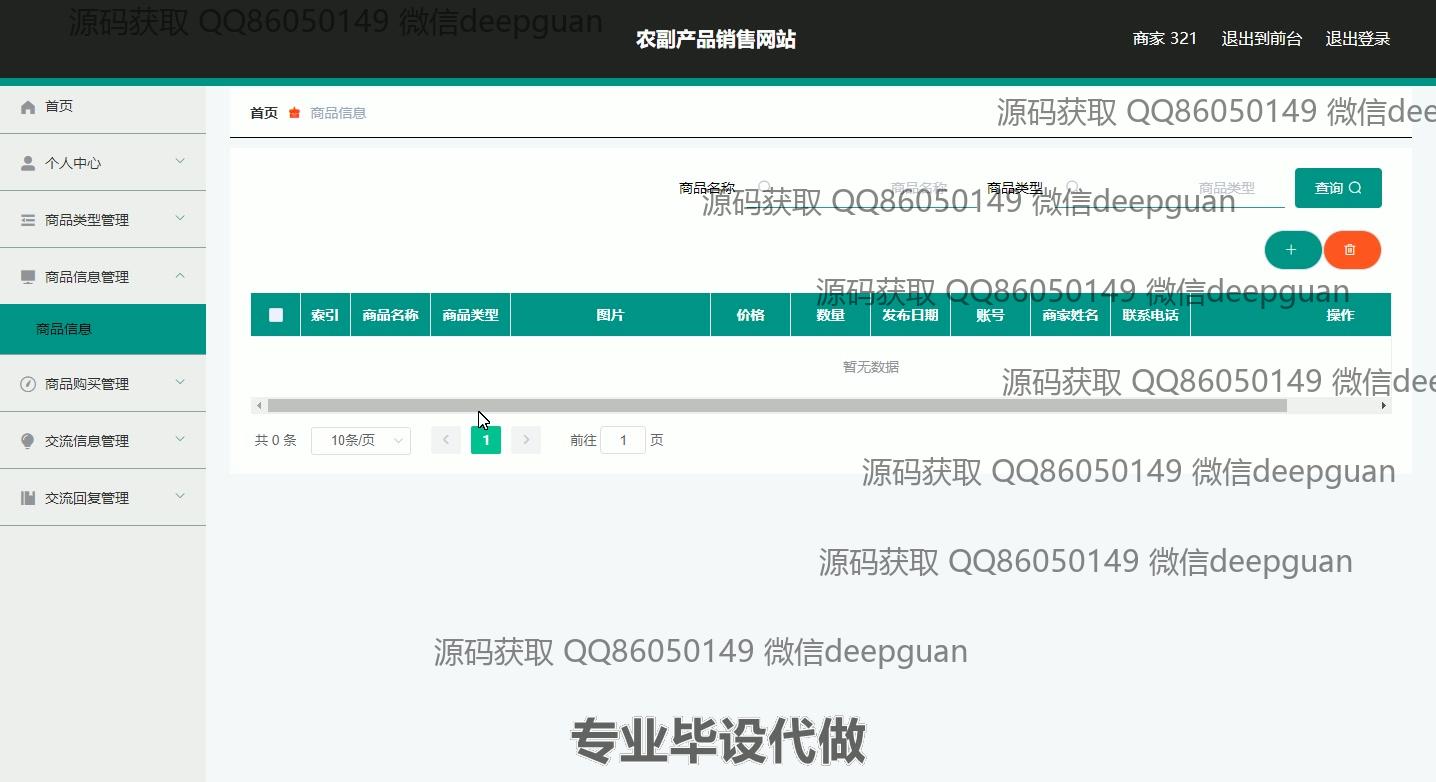 源码获取 QQ86050149 微信deepguan
农副产品销售网站
商家 321 退出到前台 退出登录
首页
个人中心
商品类型管理
商品信息管理
商品信息
商品购买管理
交流信息管理
交流回复管理
首页 商品信息
源码获取 QQ86050149 微信dee
商品名称 商品名称 商品类型 商品类型 查询
源码获取 QQ86050149 微信deepguan
源码获取 QQ86050149 微信deepguan
索引 商品名称 商品类型 图片 价格 数量 发布日期 账号 商家姓名 联系电话 操作
暂无数据
源码获取 QQ86050149 微信dee
共 0 条 10条/页 1 前往 1 页
源码获取 QQ86050149 微信deepguan
源码获取 QQ86050149 微信deepguan
源码获取 QQ86050149 微信deepguan
专业毕设代做